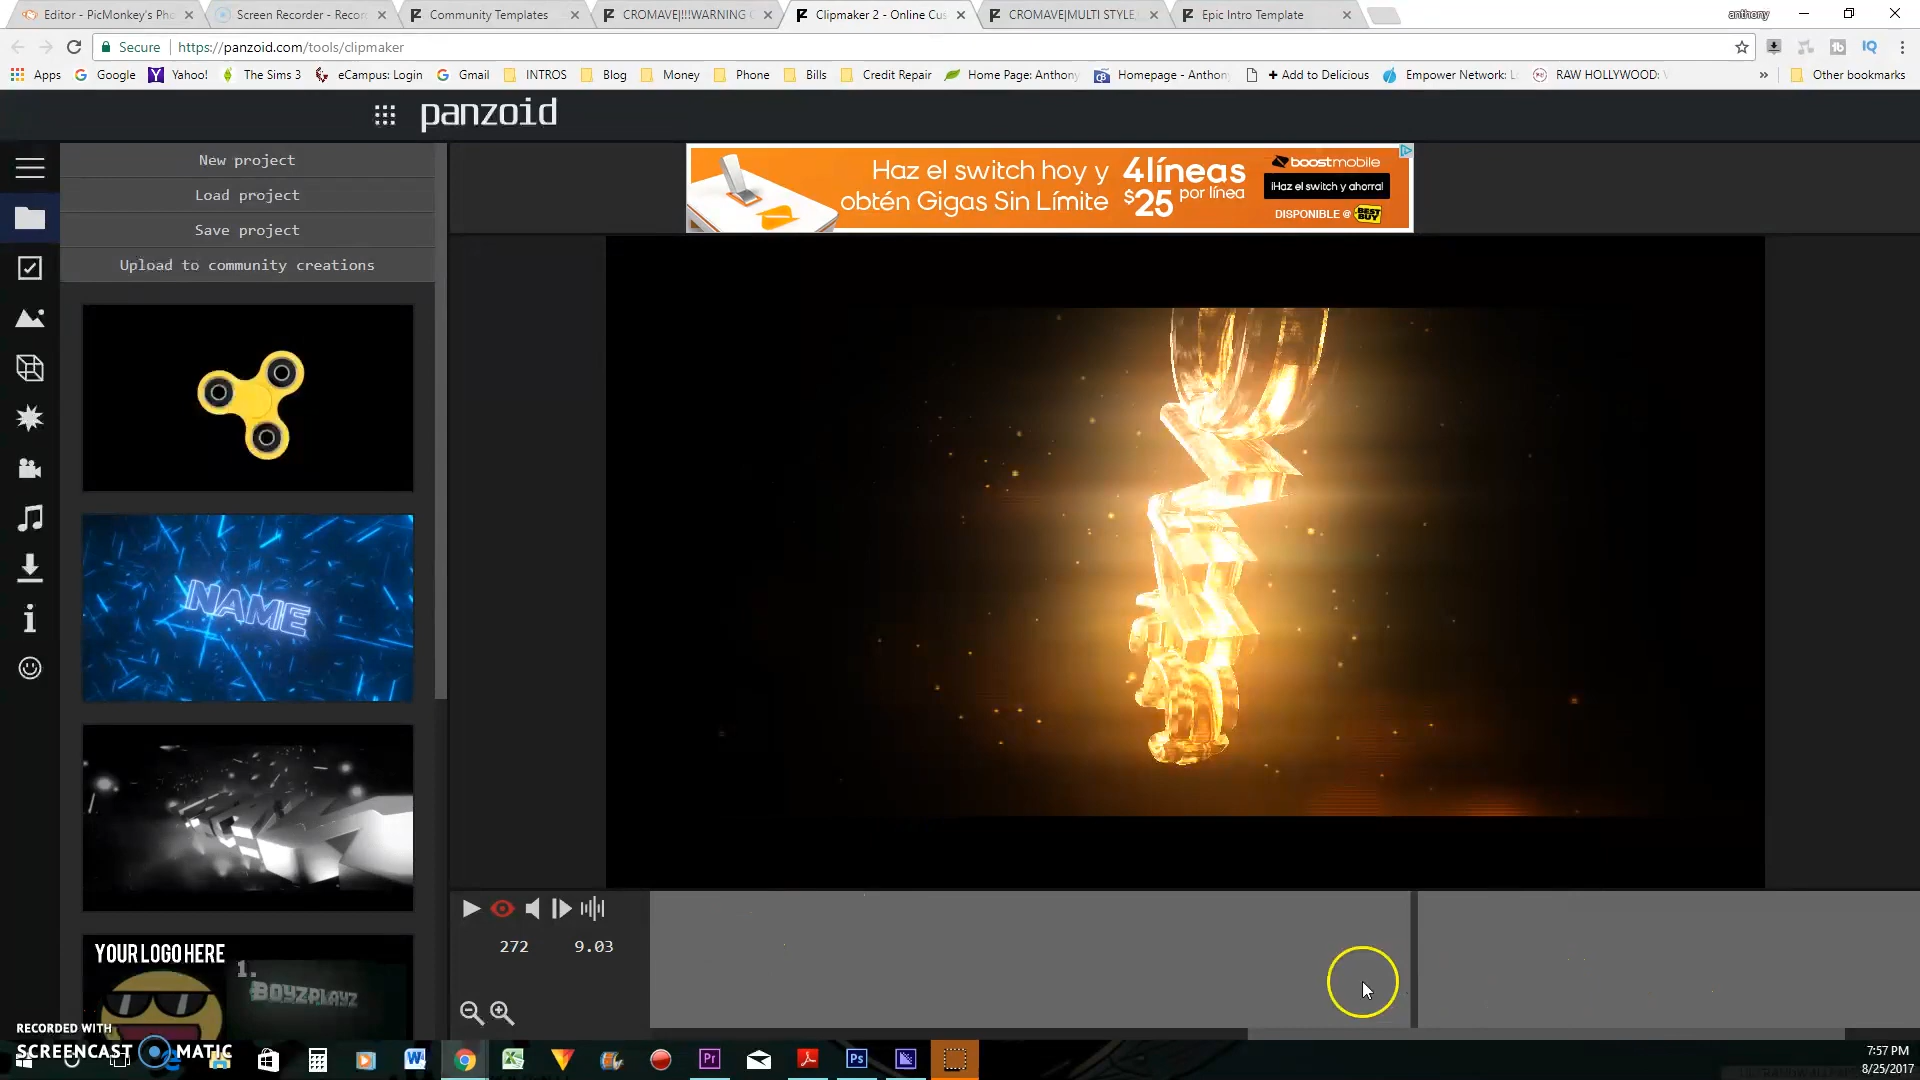 Editor - PicMonkey's Pho
Screen Recorder - Recor
Community Templates
CROMAVE|!!!WARNING
Clipmaker 2 - Online Cus
CROMAVE|MULTI STYLE,
Epic Intro Template
anthony
Secure
https://panzoid.com/tools/clipmaker
Apps
Google
Yahoo!
The Sims 3
eCampus: Login
Gmail
INTROS
Blog
Money
Phone
Bills
Credit Repair
Home Page: Anthony
Homepage - Anthon
+ Add to Delicious
Empower Network:
RAW HOLLYWOOD:
»
Other bookmarks
panzoid
New project
Load project
Save project
Upload to community creations
Haz el switch hoy y
obtén Gigas Sin Límite
4líneas
$25 por línea
boostmobile
¡Haz el switch y ahorra!
DISPONIBLE @ BEST BUY
NAME
YOUR LOGO HERE
1.
BOYZPLAYZ
272
9.03
RECORDED WITH
SCREENCAST MATIC
7:57 PM
8/25/2017